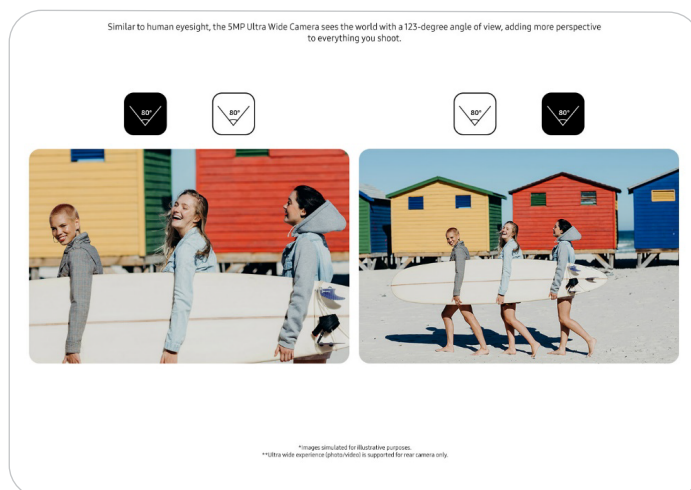 Similar to human eyesight, the 5MP Ultra Wide Camera sees the world with a 123-degree angle of view, adding more perspective
to everything you shoot.
80°
80°
80°
80°
*Images simulated for illustrative purposes.
**Ultra wide experience (photo/video) is supported for rear camera only.